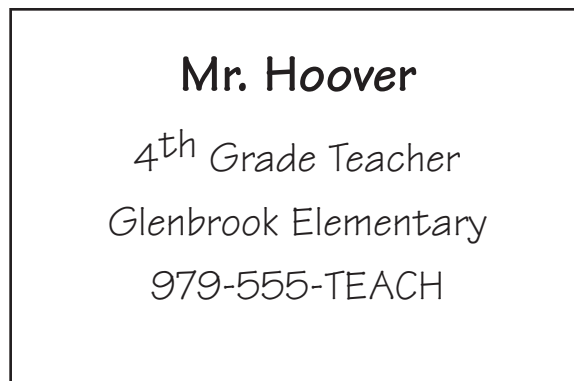 Mr. Hoover
4th Grade Teacher
Glenbrook Elementary
979-555-TEACH